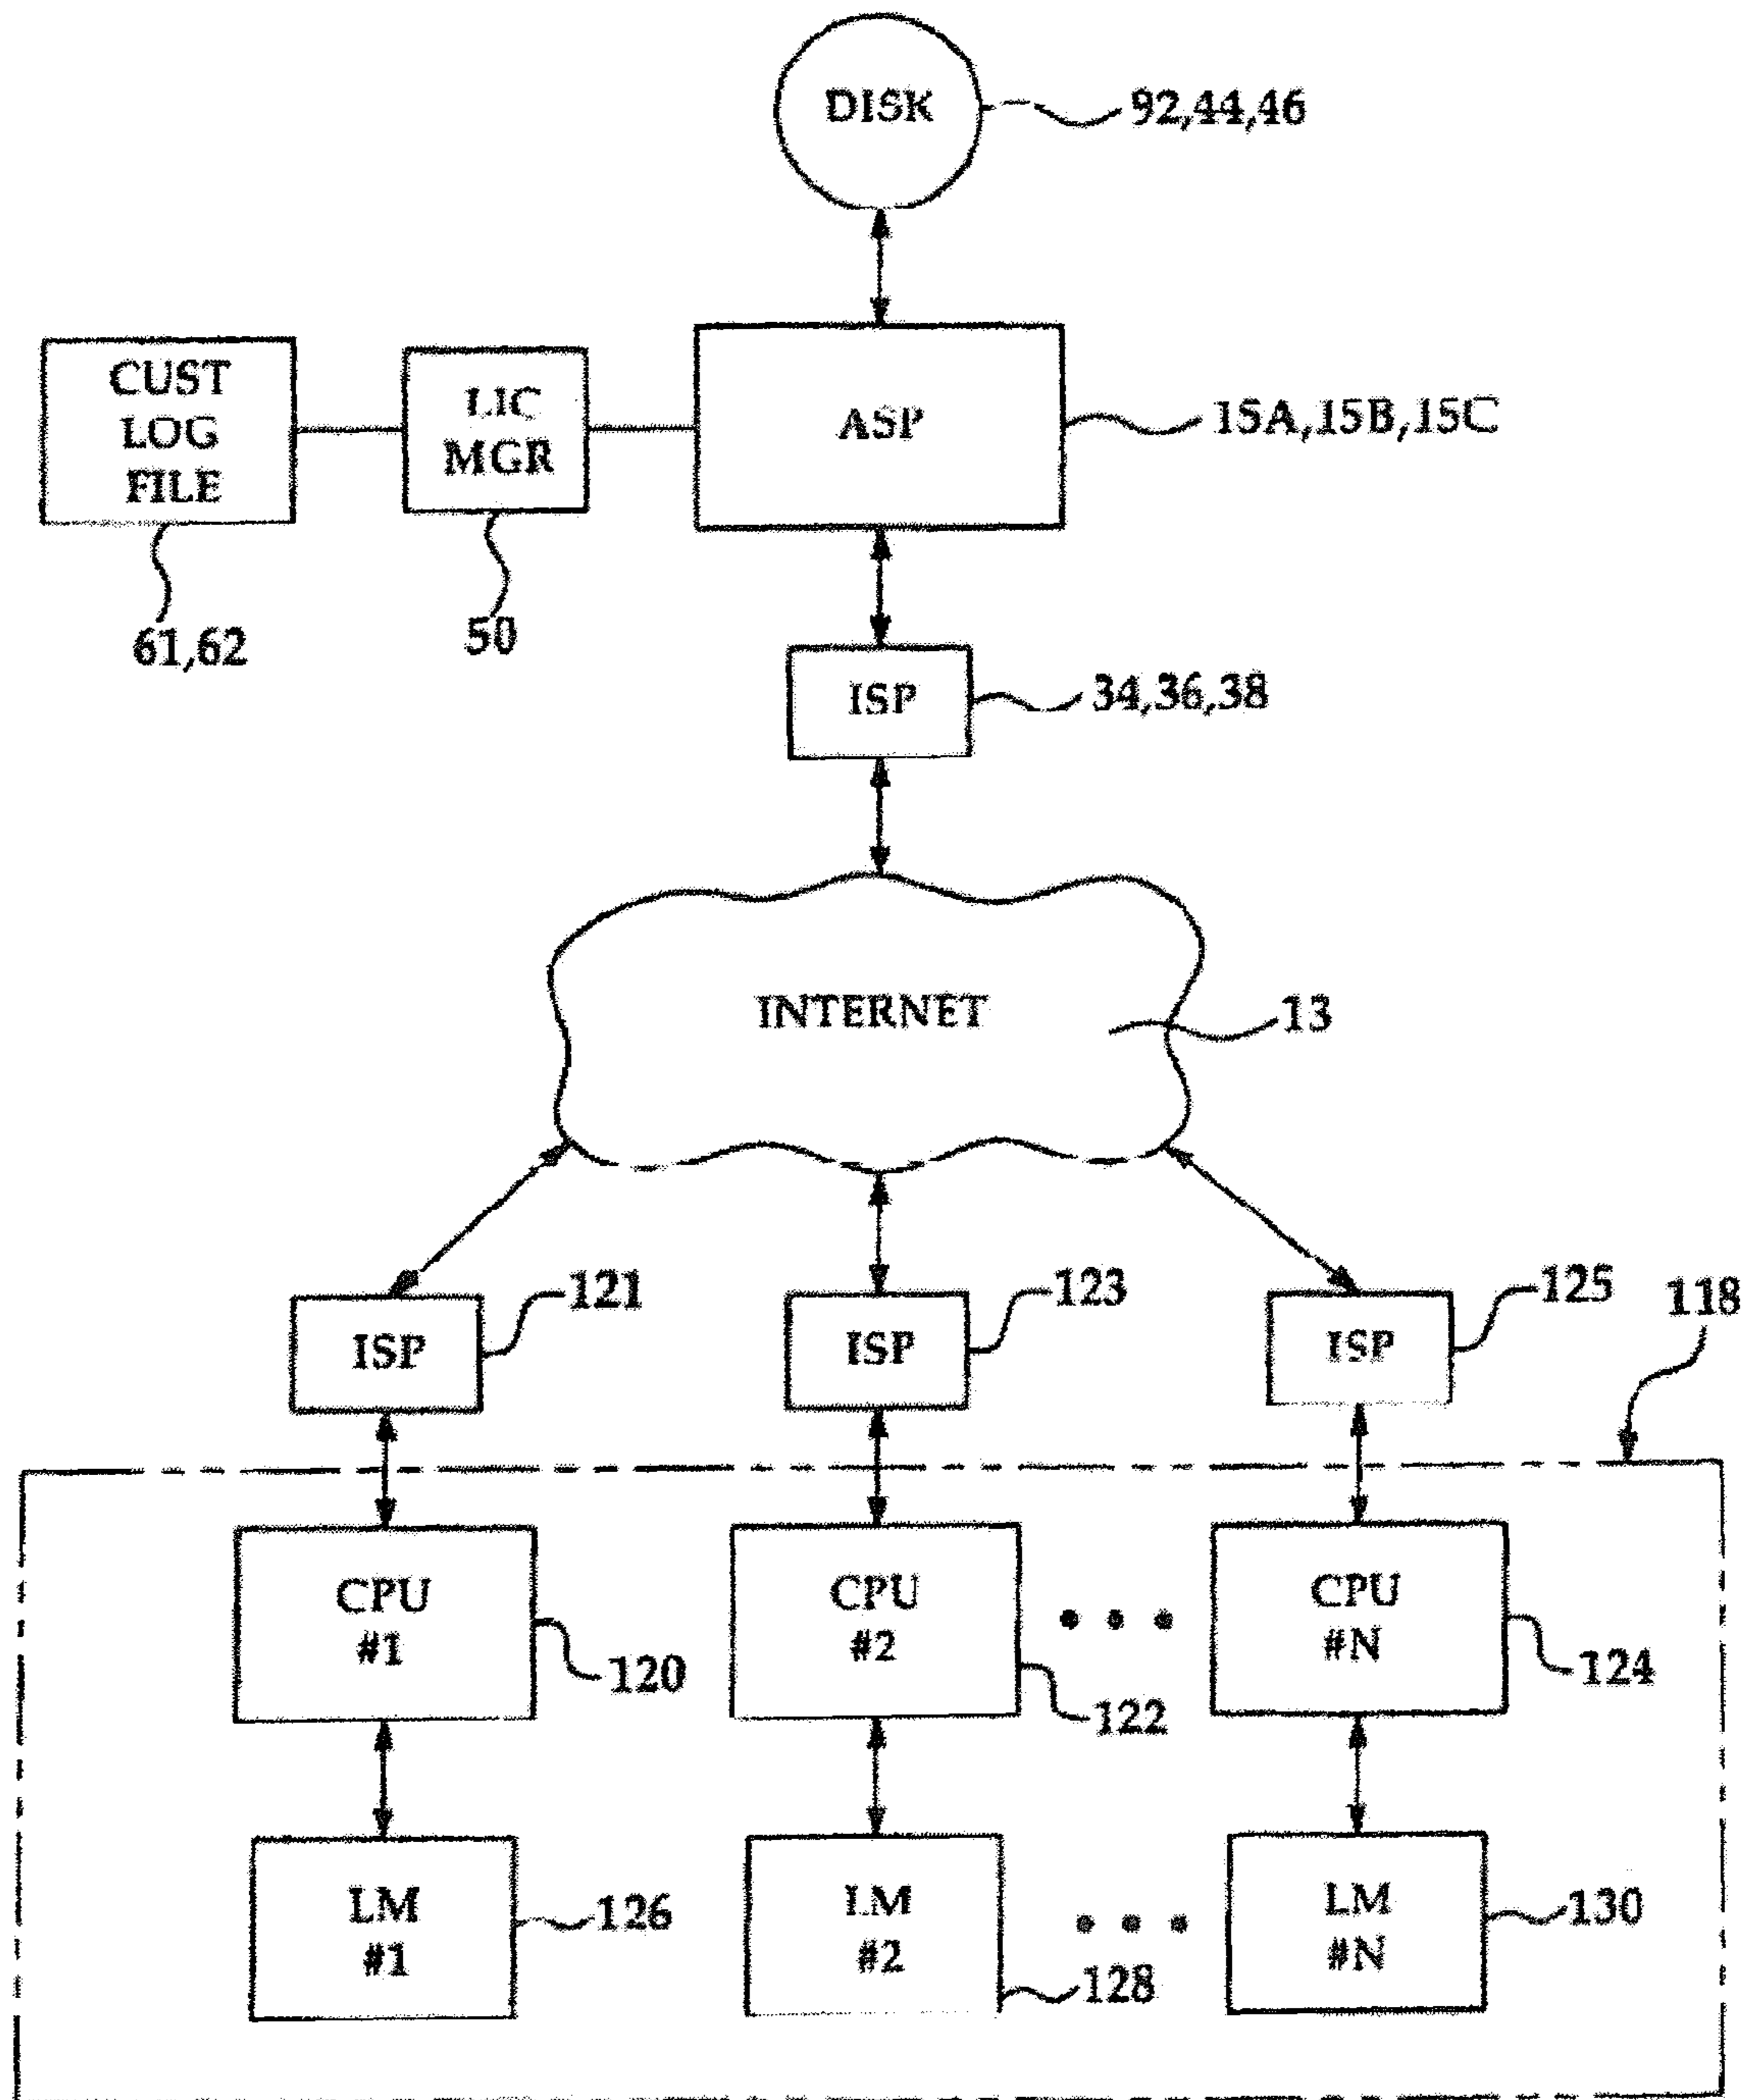 DISK
92,44,46
CUST
LOG
FILE
LIC
MGR
ASP
15A,15B,15C
61,62
50
ISP
34,36,38
INTERNET
13
ISP
121
ISP
123
ISP
125
118
CPU
#1
120
CPU
#2
122
CPU
#N
124
LM
#1
126
LM
#2
128
LM
#N
130